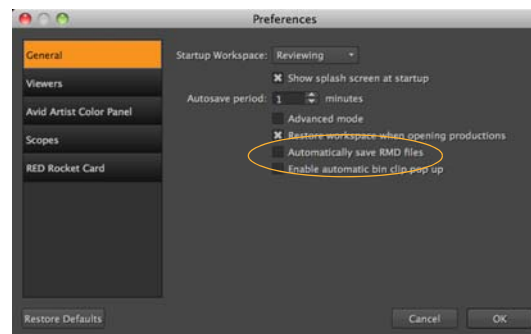 Preferences
General
Viewers
Avid Artist Color Panel
Scopes
RED Rocket Card
Startup Workspace: Reviewing
Show splash screen at startup
Autosave period: 1 minutes
Advanced mode
Restore workspace when opening productions
Automatically save RMD files
Enable automatic bin clip pop up
Restore Defaults
Cancel
OK